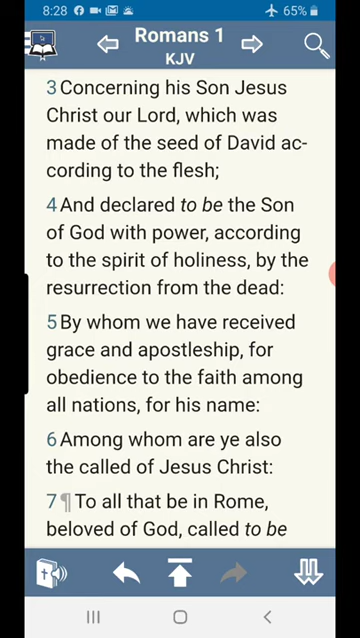 8:28
65%
Romans 1
KJV
3 Concerning his Son Jesus
Christ our Lord, which was
made of the seed of David ac-
cording to the flesh;
4 And declared to be the Son
of God with power, according
to the spirit of holiness, by the
resurrection from the dead:
5 By whom we have received
grace and apostleship, for
obedience to the faith among
all nations, for his name:
6 Among whom are ye also
the called of Jesus Christ:
7 ¶ To all that be in Rome,
beloved of God, called to be